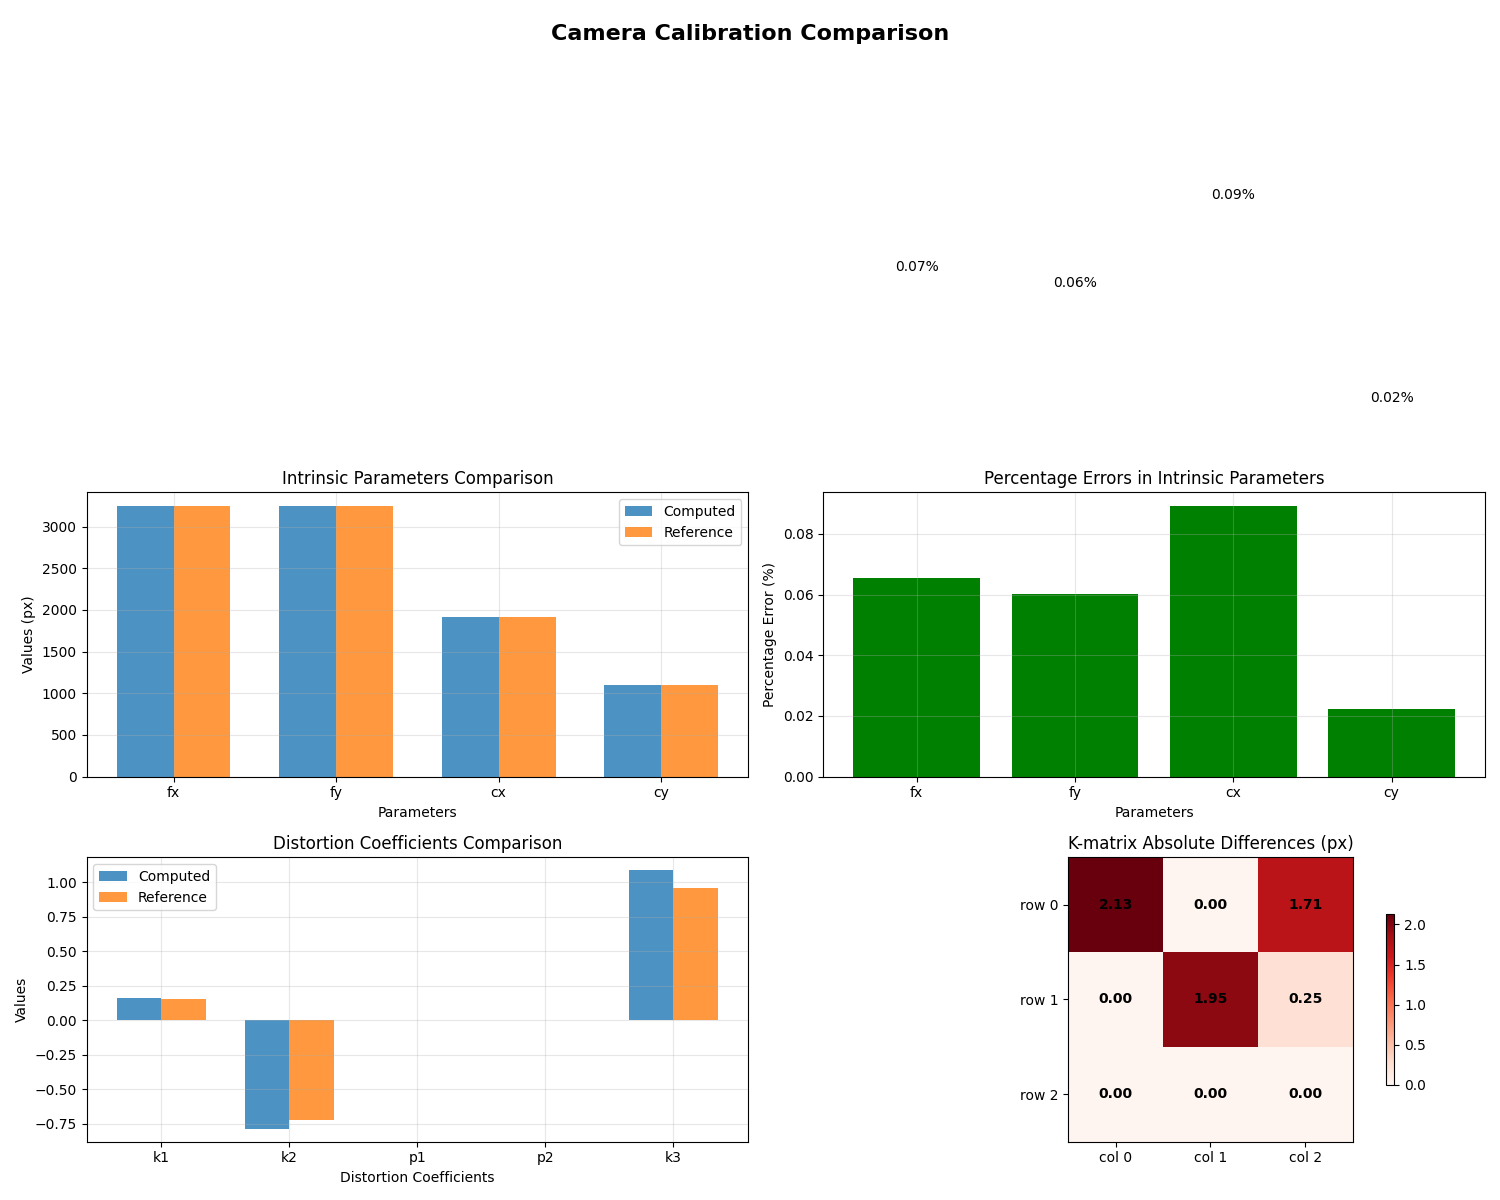 Camera Calibration Comparison
0.09%
0.07%
0.06%
0.02%
Intrinsic Parameters Comparison
Values (px)
3000
2500
2000
1500
1000
500
0
Computed
Reference
fx fy cx cy
Parameters
Percentage Errors in Intrinsic Parameters
Percentage Error (%)
0.08
0.06
0.04
0.02
0.00
fx fy cx cy
Parameters
Distortion Coefficients Comparison
Values
1.00
0.75
0.50
0.25
0.00
−0.25
−0.50
−0.75
Computed
Reference
k1 k2 p1 p2 k3
Distortion Coefficients
K-matrix Absolute Differences (px)
row 0 2.13 0.00 1.71
row 1 0.00 1.95 0.25
row 2 0.00 0.00 0.00
col 0 col 1 col 2
2.0
1.5
1.0
0.5
0.0